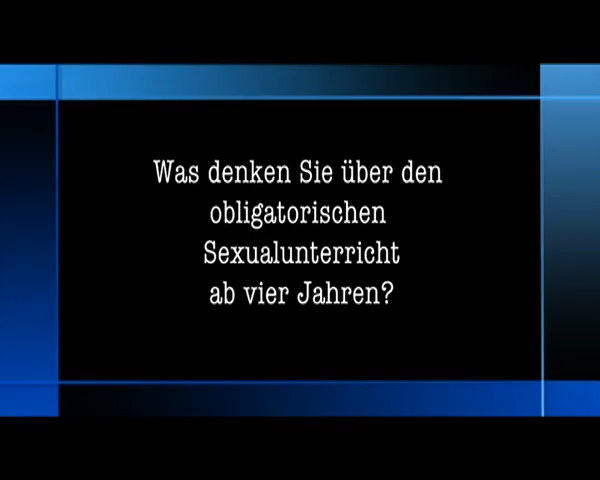 Was denken Sie über den
obligatorischen
Sexualunterricht
ab vier Jahren?